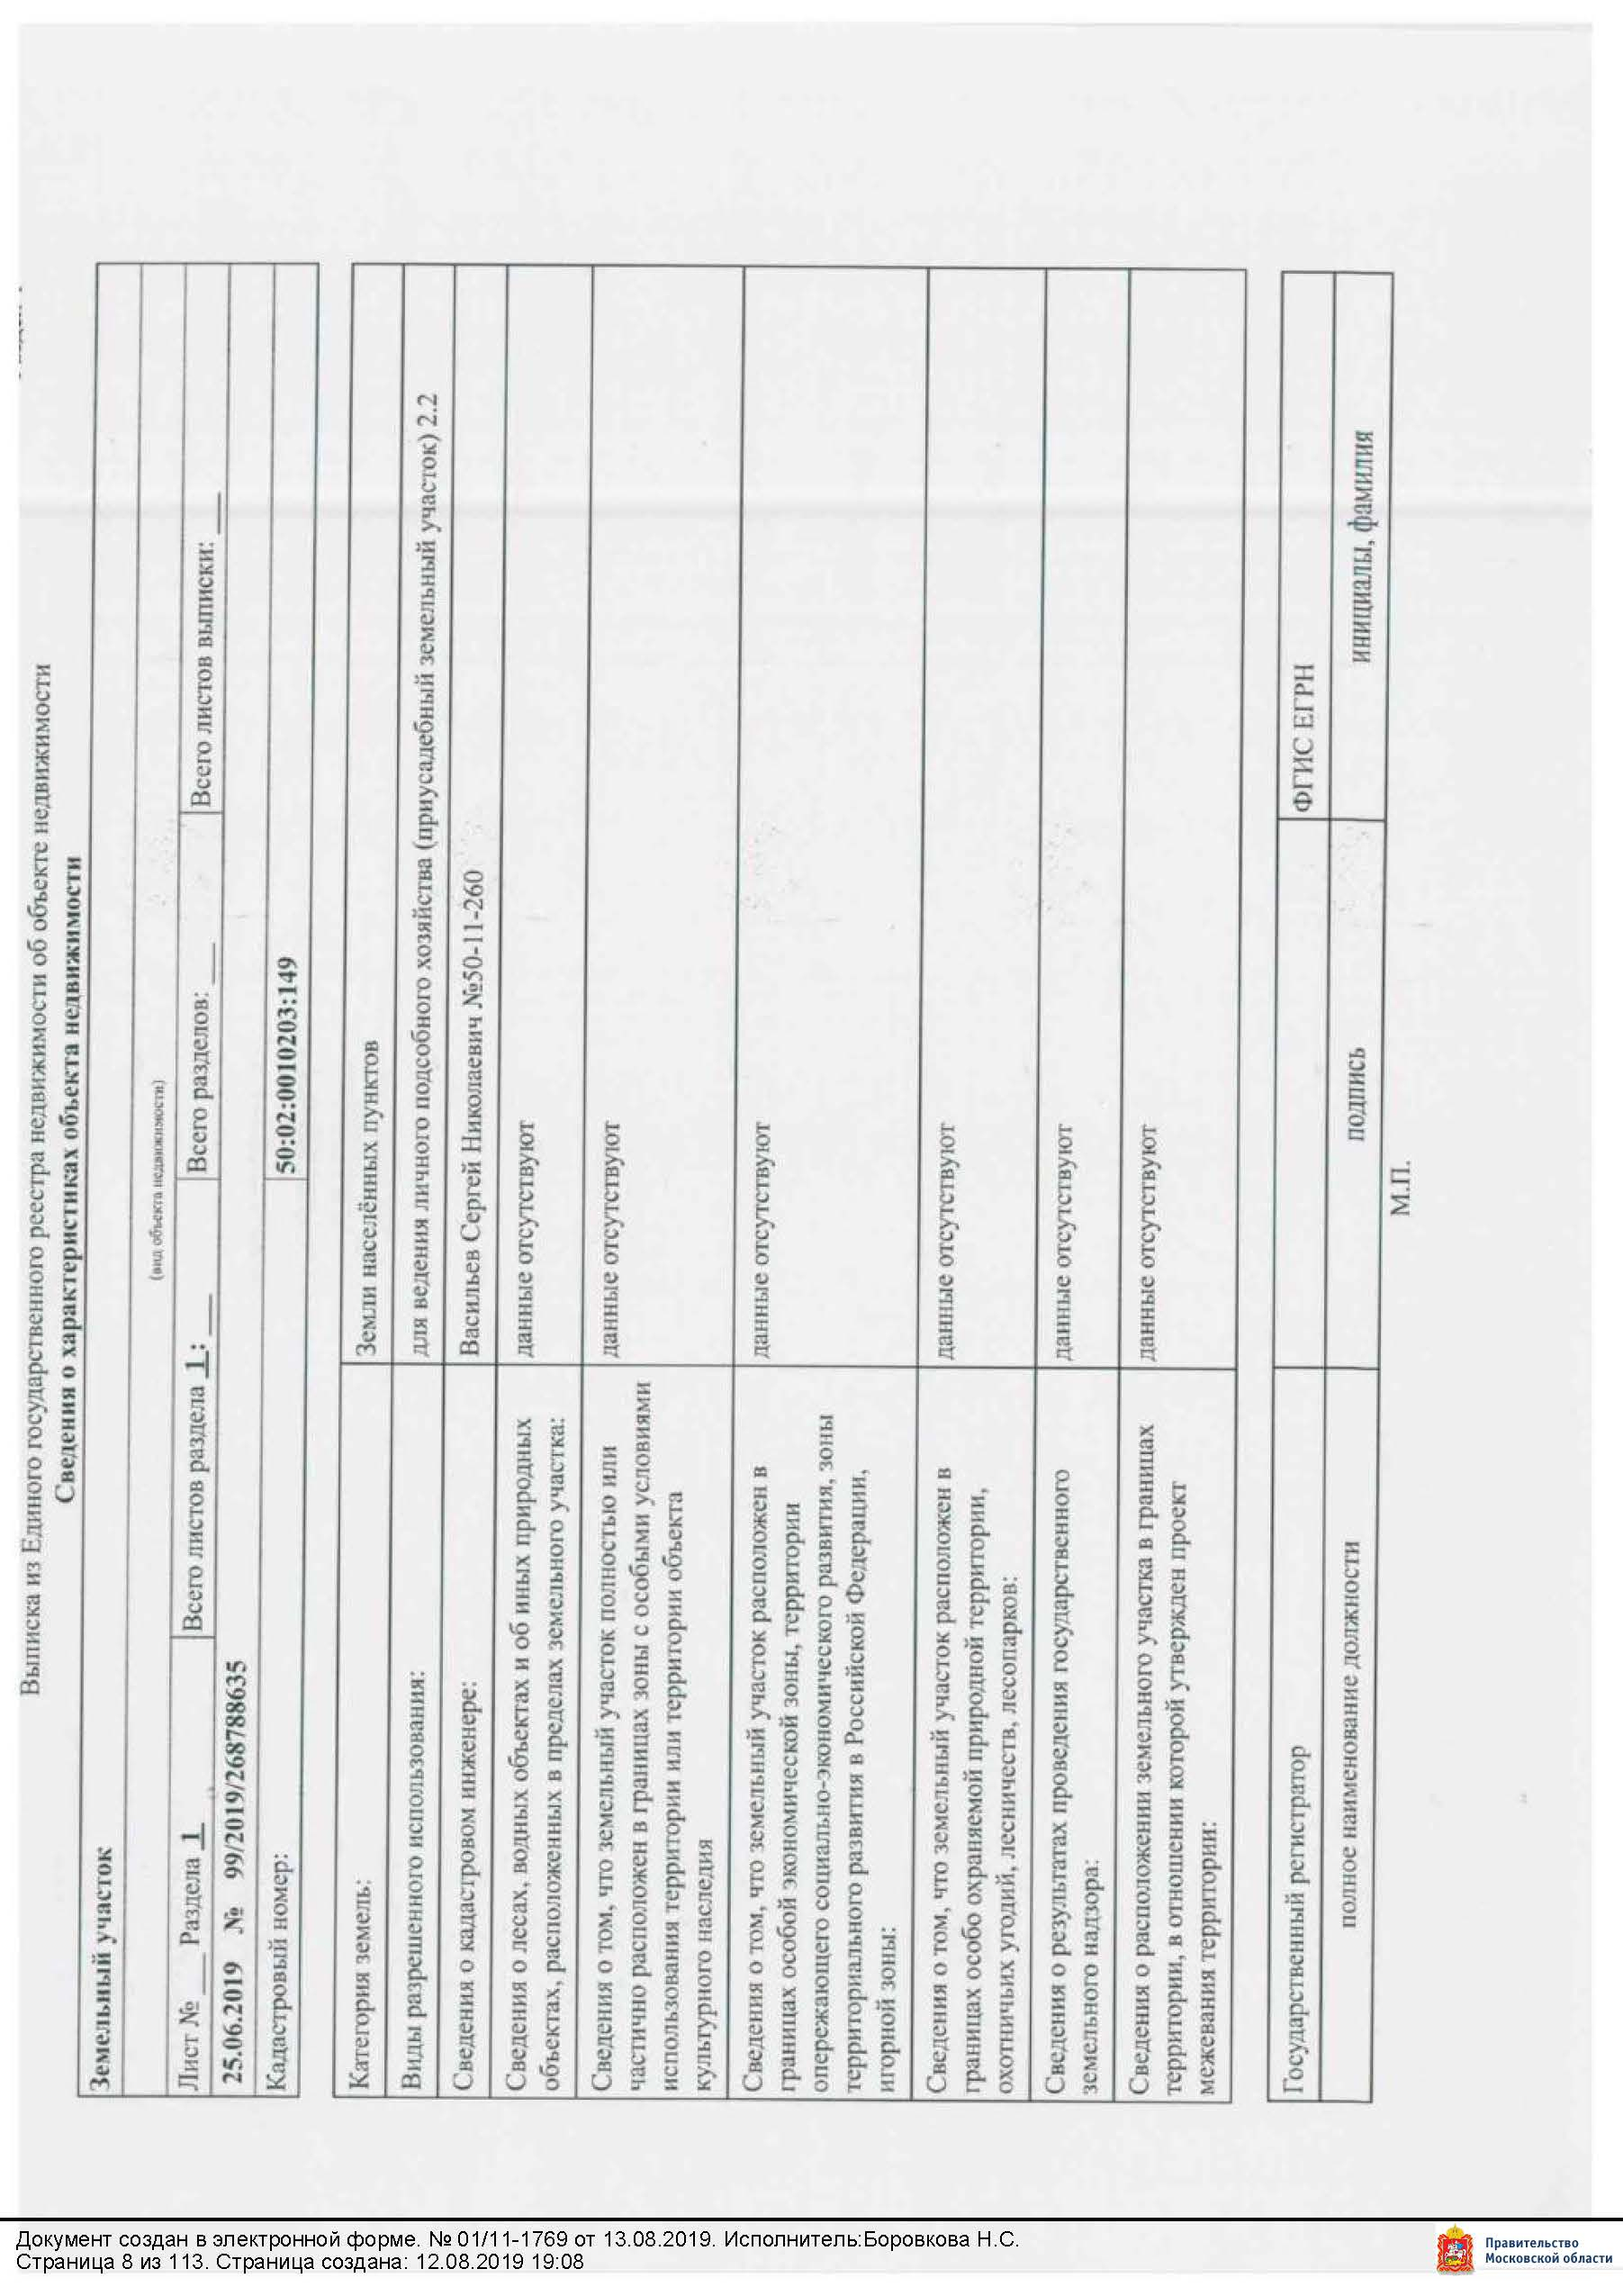 Выписка из Единого государственного реестра недвижимости об объекте недвижимости
Сведения о характеристиках объекта недвижимости
Земельный участок
(вид объекта недвижимости)
Лист № ___ Раздела 1 Всего листов раздела 1: ___ Всего разделов: ___ Всего листов выписки: ___
25.06.2019 № 99/2019/268788635
Кадастровый номер: 50:02:0010203:149
Категория земель: Земли населённых пунктов
Виды разрешенного использования: для ведения личного подсобного хозяйства (приусадебный земельный участок) 2.2
Сведения о кадастровом инженере: Васильев Сергей Николаевич №50-11-260
Сведения о лесах, водных объектах и об иных природных
объектах, расположенных в пределах земельного участка:
данные отсутствуют
Сведения о том, что земельный участок полностью или
частично расположен в границах зоны с особыми условиями
использования территории или территории объекта
культурного наследия
данные отсутствуют
Сведения о том, что земельный участок расположен в
границах особой экономической зоны, территории
опережающего социально-экономического развития, зоны
территориального развития в Российской Федерации,
игорной зоны:
данные отсутствуют
Сведения о том, что земельный участок расположен в
границах особо охраняемой природной территории,
охотничьих угодий, лесничеств, лесопарков:
данные отсутствуют
Сведения о результатах проведения государственного
земельного надзора:
данные отсутствуют
Сведения о расположении земельного участка в границах
территории, в отношении которой утвержден проект
межевания территории:
данные отсутствуют
Государственный регистратор ФГИС ЕГРН
полное наименование должности подпись инициалы, фамилия
М.П.
Документ создан в электронной форме. № 01/11-1769 от 13.08.2019. Исполнитель:Боровкова Н.С.
Страница 8 из 113. Страница создана: 12.08.2019 19:08
Правительство
Московской области